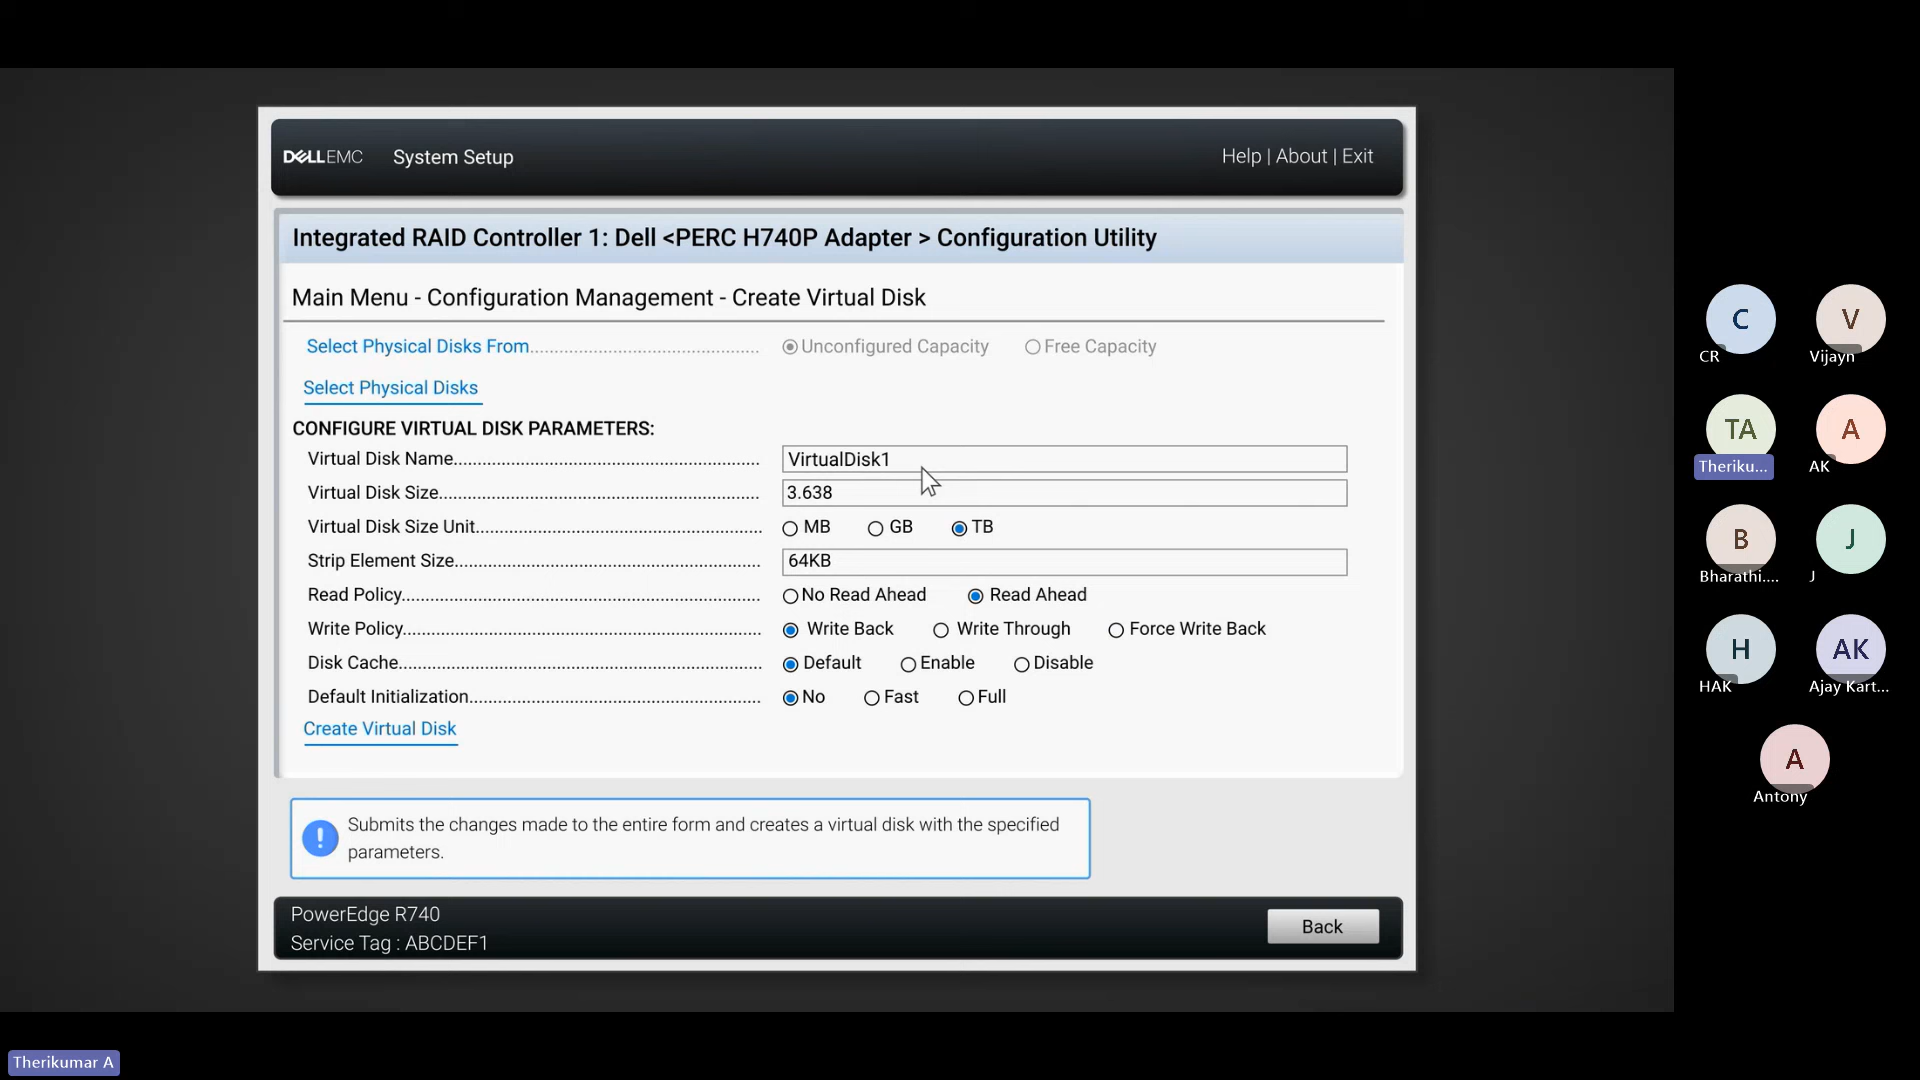 DELLEMC System Setup Help | About | Exit
Integrated RAID Controller 1: Dell <PERC H740P Adapter > Configuration Utility
Main Menu - Configuration Management - Create Virtual Disk
Select Physical Disks From.......................................... Unconfigured Capacity Free Capacity
Select Physical Disks
CONFIGURE VIRTUAL DISK PARAMETERS:
Virtual Disk Name....................................................... VirtualDisk1
Virtual Disk Size.......................................................... 3.638
Virtual Disk Size Unit................................................... MB GB TB
Strip Element Size....................................................... 64KB
Read Policy................................................................. No Read Ahead Read Ahead
Write Policy................................................................. Write Back Write Through Force Write Back
Disk Cache.................................................................. Default Enable Disable
Default Initialization..................................................... No Fast Full
Create Virtual Disk
! Submits the changes made to the entire form and creates a virtual disk with the specified
parameters.
PowerEdge R740
Service Tag : ABCDEF1
Back
C V
CR Vijayn
TA A
Theriku... AK
B J
Bharathi.... J
H AK
HAK Ajay Kart...
A
Antony
Therikumar A